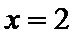 x = 2